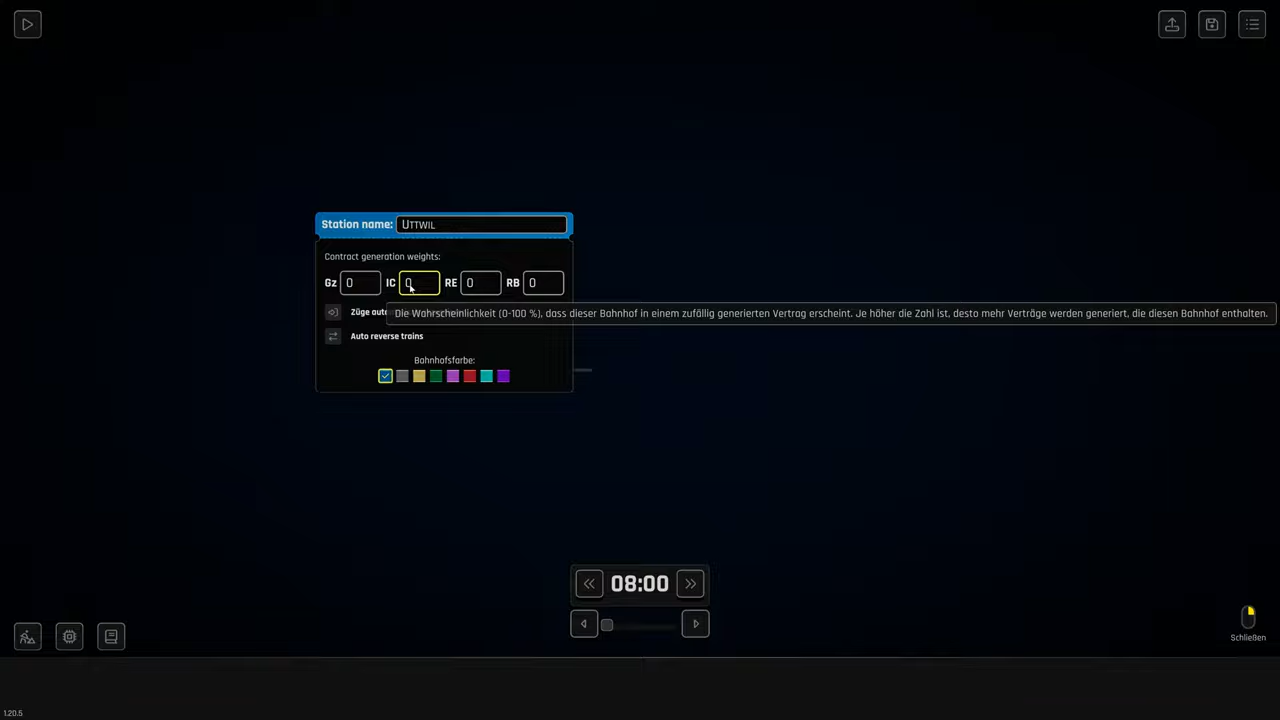 Station name: UTTWIL
Contract generation weights:
Gz 0 IC 0 RE 0 RB 0
Züge auto
Die Wahrscheinlichkeit (0-100 %), dass dieser Bahnhof in einem zufällig generierten Vertrag erscheint. Je höher die Zahl ist, desto mehr Verträge werden generiert, die diesen Bahnhof enthalten.
Auto reverse trains
Bahnhofsfarbe:
08:00
Schließen
1.20.5